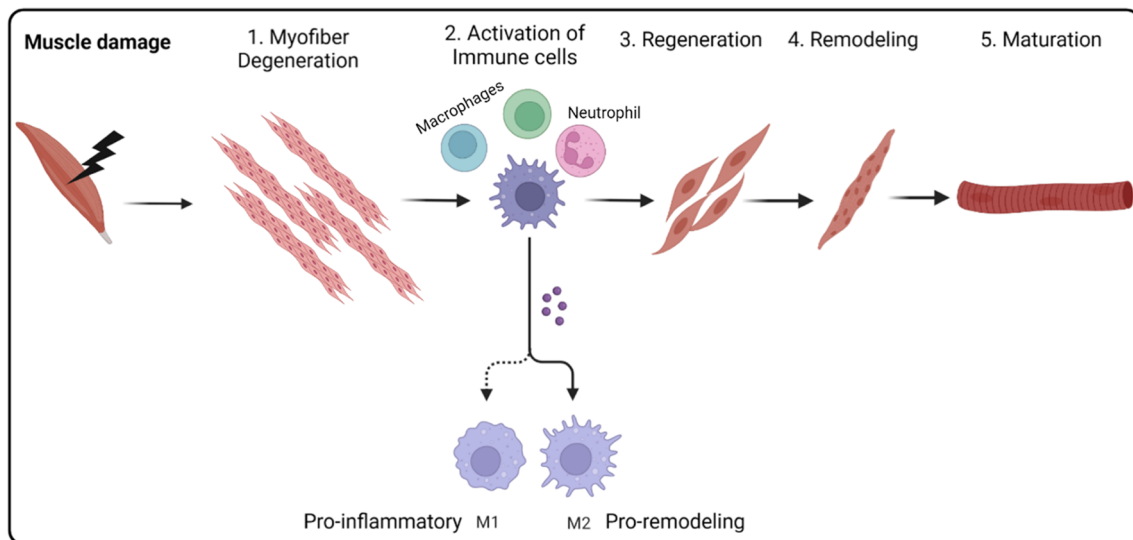 Muscle damage
1. Myofiber
Degeneration
2. Activation of
Immune cells
3. Regeneration
4. Remodeling
5. Maturation
Macrophages
Neutrophil
Pro-inflammatory M1
M2 Pro-remodeling